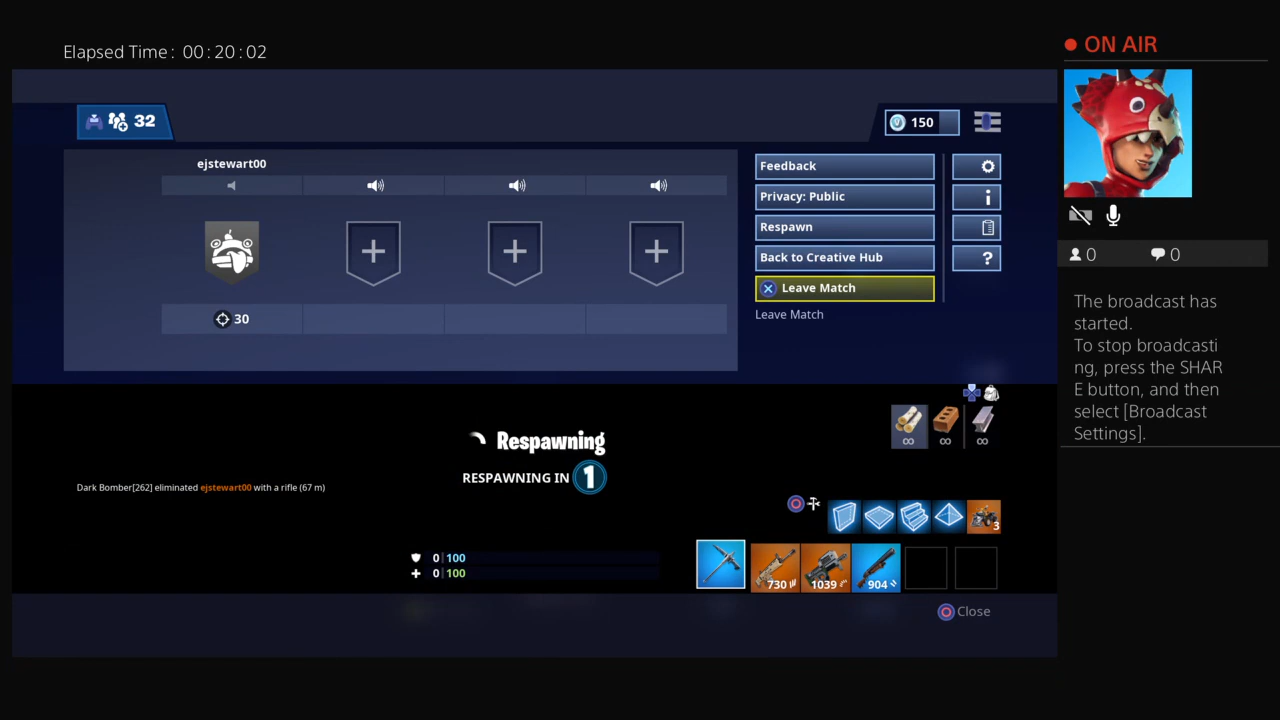 Elapsed Time: 00:20:02
ON AIR
32
150
ejstewart00
30
Feedback
Privacy: Public
Respawn
Back to Creative Hub
Leave Match
Leave Match
i
?
0
0
The broadcast has
started.
To stop broadcasti
ng, press the SHAR
E button, and then
select [Broadcast
Settings].
∞
∞
∞
Respawning
RESPAWNING IN 1
Dark Bomber[262] eliminated ejstewart00 with a rifle (67 m)
3
0|100
0|100
730
1039
904
Close